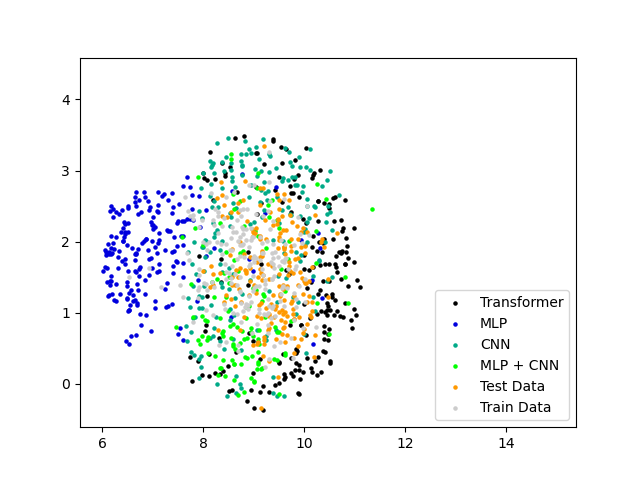 4
3
2
1
0
6 8 10 12 14
Transformer
MLP
CNN
MLP + CNN
Test Data
Train Data